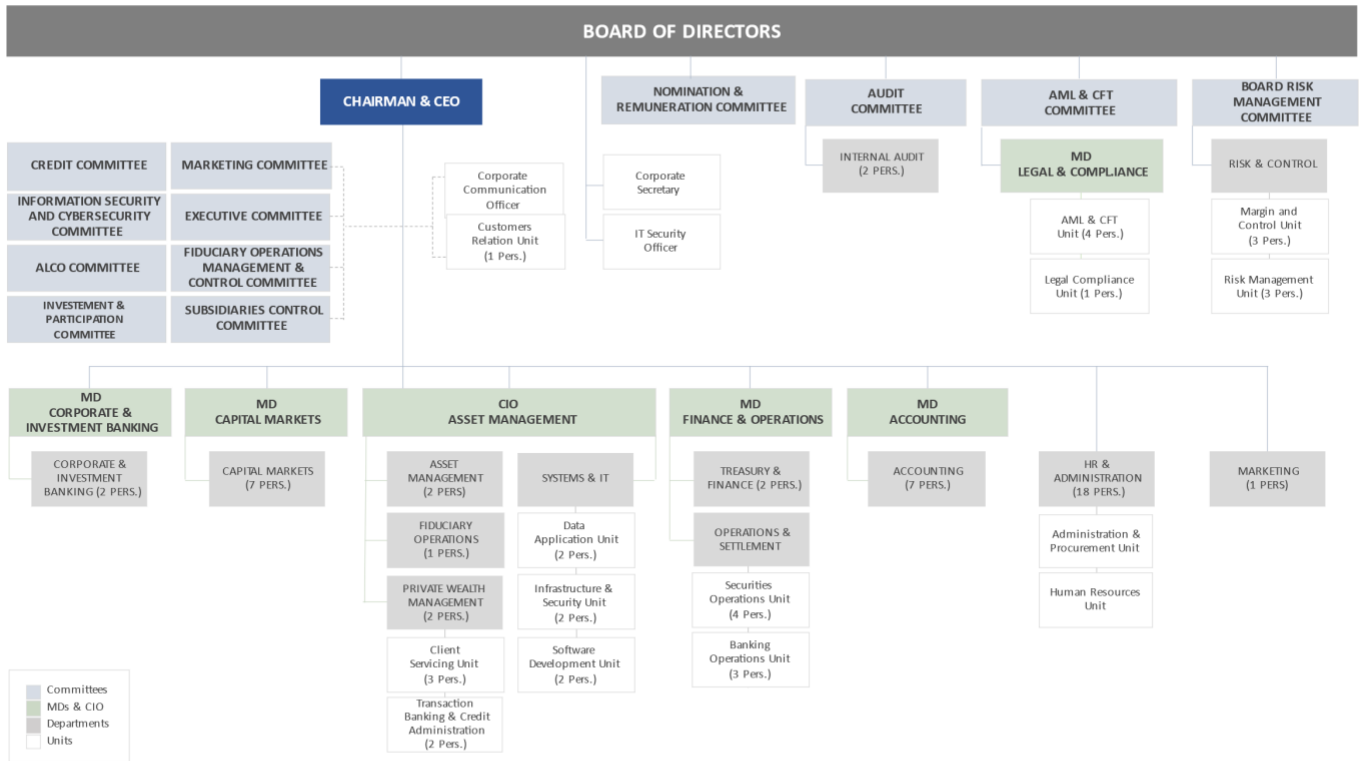 BOARD OF DIRECTORS
CHAIRMAN & CEO
NOMINATION &
REMUNERATION COMMITTEE
AUDIT
COMMITTEE
AML & CFT
COMMITTEE
BOARD RISK
MANAGEMENT
COMMITTEE
CREDIT COMMITTEE
MARKETING COMMITTEE
INFORMATION SECURITY
AND CYBERSECURITY
COMMITTEE
EXECUTIVE COMMITTEE
ALCO COMMITTEE
FIDUCIARY OPERATIONS
MANAGEMENT &
CONTROL COMMITTEE
INVESTEMENT &
PARTICIPATION
COMMITTEE
SUBSIDIARIES CONTROL
COMMITTEE
Corporate
Communication
Officer
Customers
Relation Unit
(1 Pers.)
Corporate
Secretary
IT Security
Officer
INTERNAL AUDIT
(2 PERS.)
MD
LEGAL & COMPLIANCE
AML & CFT
Unit (4 Pers.)
Legal Compliance
Unit (1 Pers.)
RISK & CONTROL
Margin and
Control Unit
(3 Pers.)
Risk Management
Unit (3 Pers.)
MD
CORPORATE &
INVESTMENT BANKING
CORPORATE &
INVESTMENT
BANKING (2 PERS.)
MD
CAPITAL MARKETS
CAPITAL MARKETS
(7 PERS.)
CIO
ASSET MANAGEMENT
ASSET
MANAGEMENT
(2 PERS)
FIDUCIARY
OPERATIONS
(1 PERS.)
PRIVATE WEALTH
MANAGEMENT
(2 PERS.)
Client
Servicing Unit
(3 Pers.)
Transaction
Banking & Credit
Administration
(2 Pers.)
SYSTEMS & IT
Data
Application Unit
(2 Pers.)
Infrastructure &
Security Unit
(2 Pers.)
Software
Development Unit
(2 Pers.)
MD
FINANCE & OPERATIONS
TREASURY &
FINANCE (2 PERS.)
OPERATIONS &
SETTLEMENT
Securities
Operations Unit
(4 Pers.)
Banking
Operations Unit
(3 Pers.)
MD
ACCOUNTING
ACCOUNTING
(7 PERS.)
HR &
ADMINISTRATION
(18 PERS.)
Administration &
Procurement Unit
Human Resources
Unit
MARKETING
(1 PERS)
Committees
MDs & CIO
Departments
Units